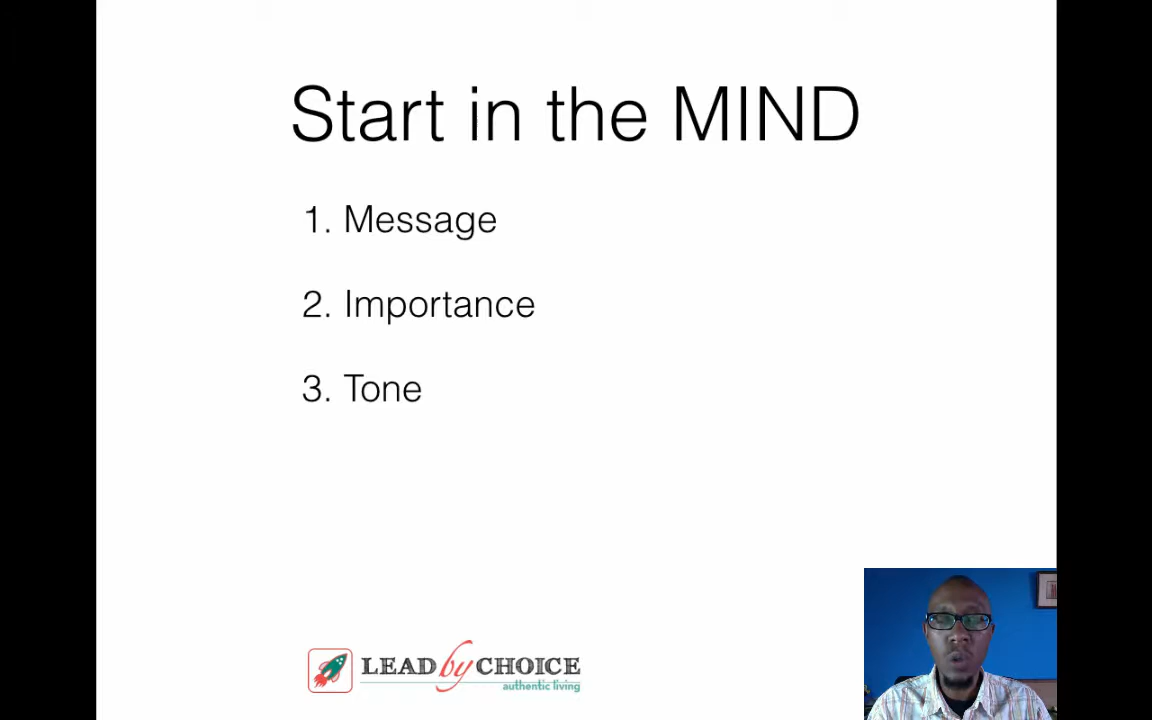 Start in the MIND
1. Message
2. Importance
3. Tone
LEAD by CHOICE
authentic living